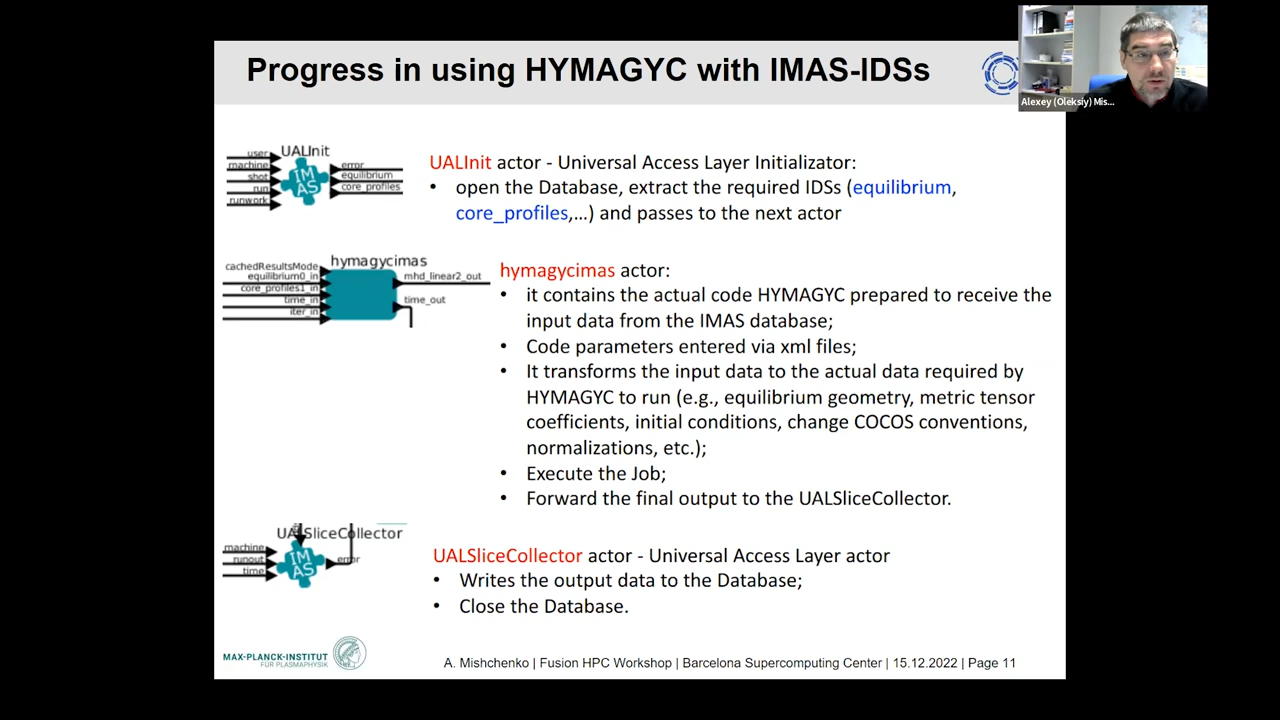 Progress in using HYMAGYC with IMAS-IDSs
Alexey (Oleksiy) Mis...
UALInit
user
machine
shot
run
runwork
IM
AS
error
equilibrium
core_profiles
UALInit actor - Universal Access Layer Initializator:
• open the Database, extract the required IDSs (equilibrium,
core_profiles,...) and passes to the next actor
hymagycimas
cachedResultsMode
equilibrium0_in
core_profiles1_in
time_in
iter_in
mhd_linear2_out
time_out
hymagycimas actor:
• it contains the actual code HYMAGYC prepared to receive the
input data from the IMAS database;
• Code parameters entered via xml files;
• It transforms the input data to the actual data required by
HYMAGYC to run (e.g., equilibrium geometry, metric tensor
coefficients, initial conditions, change COCOS conventions,
normalizations, etc.);
• Execute the Job;
• Forward the final output to the UALSliceCollector.
UALSliceCollector
machine
runout
time
IM
AS
error
UALSliceCollector actor - Universal Access Layer actor
• Writes the output data to the Database;
• Close the Database.
MAX-PLANCK-INSTITUT
FÜR PLASMAPHYSIK
A. Mishchenko | Fusion HPC Workshop | Barcelona Supercomputing Center | 15.12.2022 | Page 11